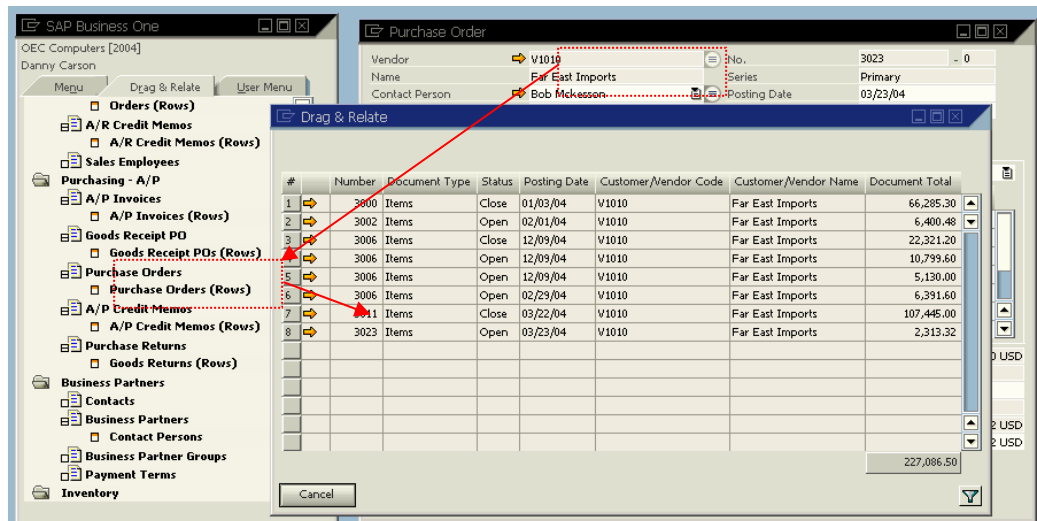 SAP Business One
OEC Computers [2004]
Danny Carson
Menu Drag & Relate User Menu
Orders (Rows)
A/R Credit Memos
A/R Credit Memos (Rows)
Sales Employees
Purchasing - A/P
A/P Invoices
A/P Invoices (Rows)
Goods Receipt PO
Goods Receipt POs (Rows)
Purchase Orders
Purchase Orders (Rows)
A/P Credit Memos
A/P Credit Memos (Rows)
Purchase Returns
Goods Returns (Rows)
Business Partners
Contacts
Business Partners
Contact Persons
Business Partner Groups
Payment Terms
Inventory
Purchase Order
Vendor V1010 No. 3023 - 0
Name Far East Imports Series Primary
Contact Person Bob Mckesson Posting Date 03/23/04
Drag & Relate
# Number Document Type Status Posting Date Customer/Vendor Code Customer/Vendor Name Document Total
1 3000 Items Close 01/03/04 V1010 Far East Imports 66,285.30
2 3002 Items Open 02/01/04 V1010 Far East Imports 6,400.48
3 3006 Items Close 12/09/04 V1010 Far East Imports 22,321.20
3006 Items Open 12/09/04 V1010 Far East Imports 10,799.60
5 3006 Items Open 12/09/04 V1010 Far East Imports 5,130.00
6 3006 Items Open 02/29/04 V1010 Far East Imports 6,391.60
7 Items Close 03/22/04 V1010 Far East Imports 107,445.00
8 3023 Items Open 03/23/04 V1010 Far East Imports 2,313.32
227,086.50
Cancel
USD
2 USD
2 USD